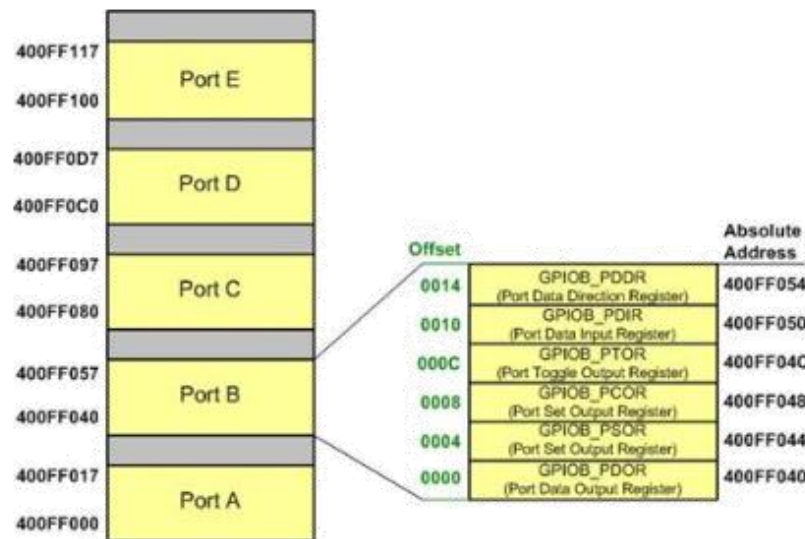 400FF117
Port E
400FF100
400FF0D7
Port D
400FF0C0
400FF097
Port C
400FF080
400FF057
Port B
400FF040
400FF017
Port A
400FF000
Offset
Absolute
Address
0014
GPIOB_PDDR
(Port Data Direction Register)
400FF054
0010
GPIOB_PDIR
(Port Data Input Register)
400FF050
000C
GPIOB_PTOR
(Port Toggle Output Register)
400FF04C
0008
GPIOB_PCOR
(Port Set Output Register)
400FF048
0004
GPIOB_PSOR
(Port Set Output Register)
400FF044
0000
GPIOB_PDOR
(Port Data Output Register)
400FF040